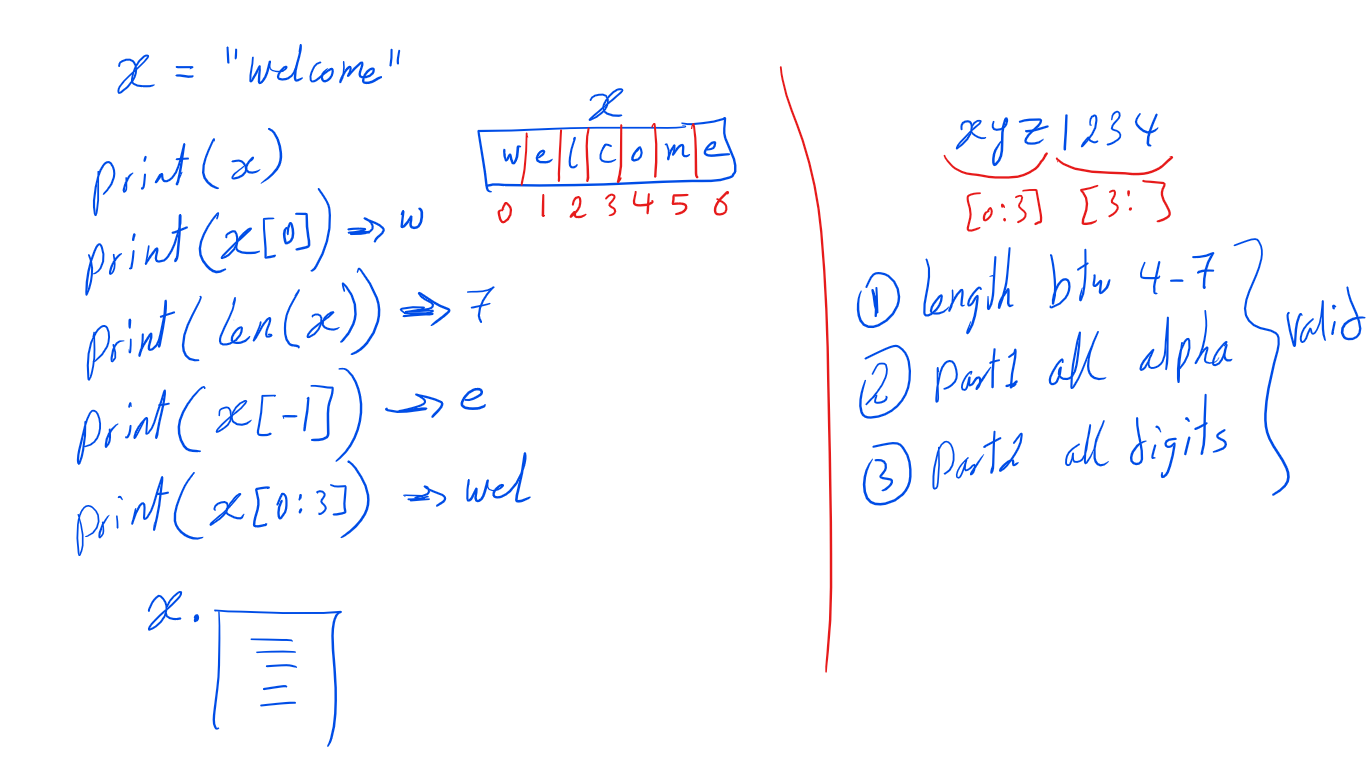 x = "welcome"
print(x)
print(x[0]) → w
print(len(x)) → 7
print(x[-1]) → e
print(x[0:3]) → wel
x.
x
w e l c o m e
0 1 2 3 4 5 6
xyz1234
[0:3] [3: ]
① length btw 4-7
② part1 all alpha
③ part2 all digits
valid